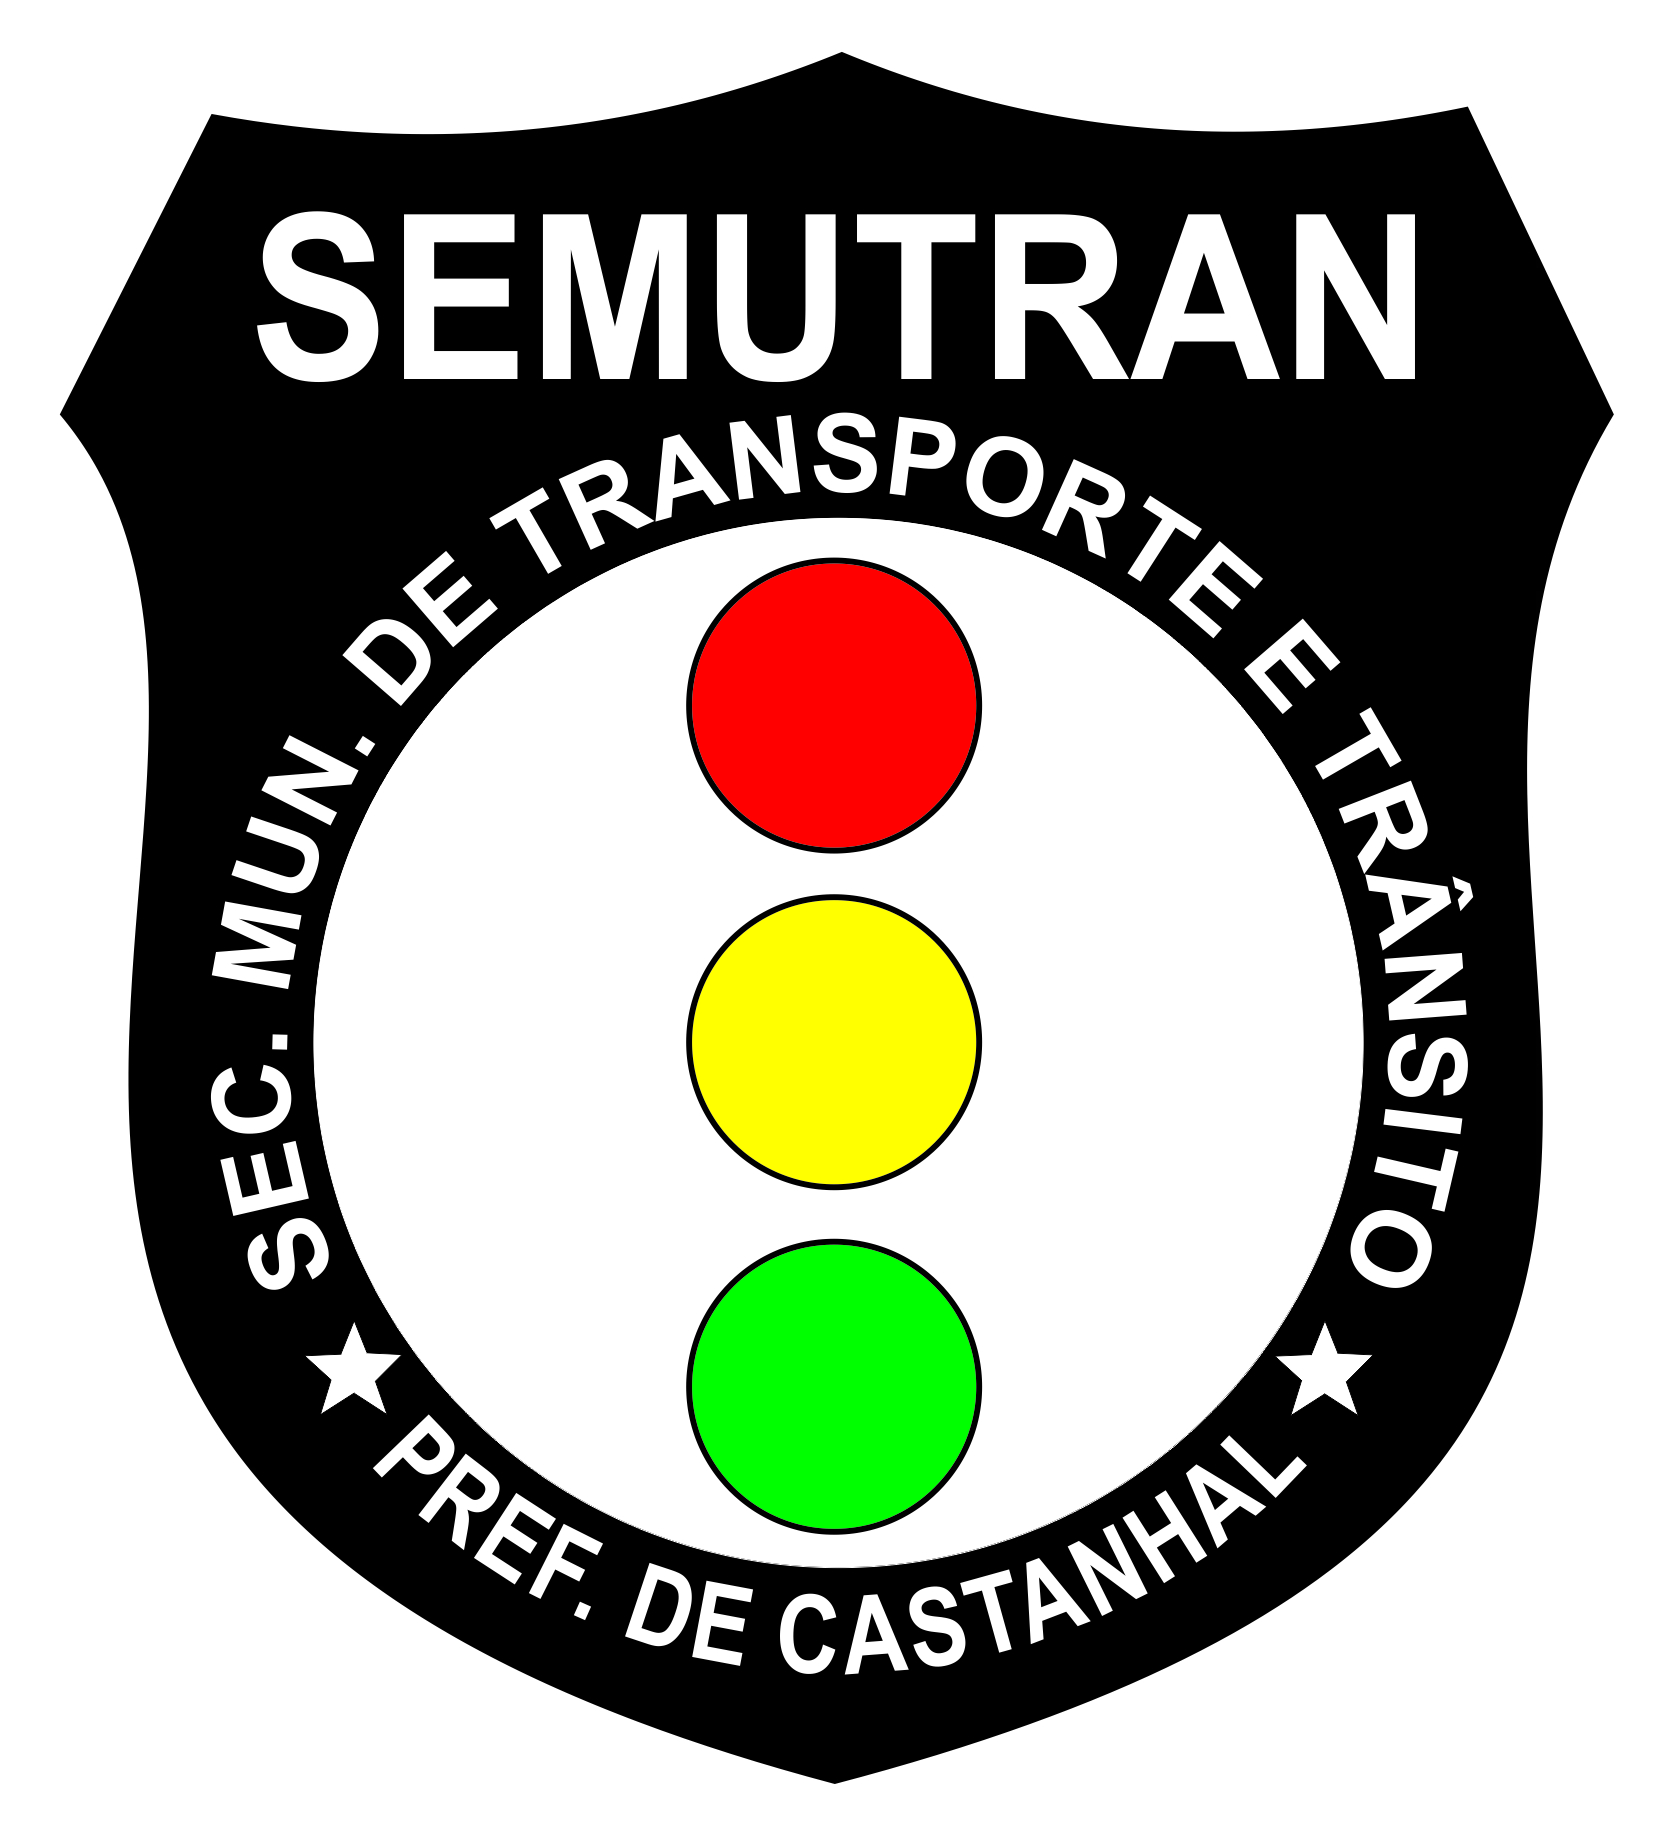 SEMUTRAN
SEC. MUN. DE TRANSPORTE E TRÂNSITO
PREF. DE CASTANHAL